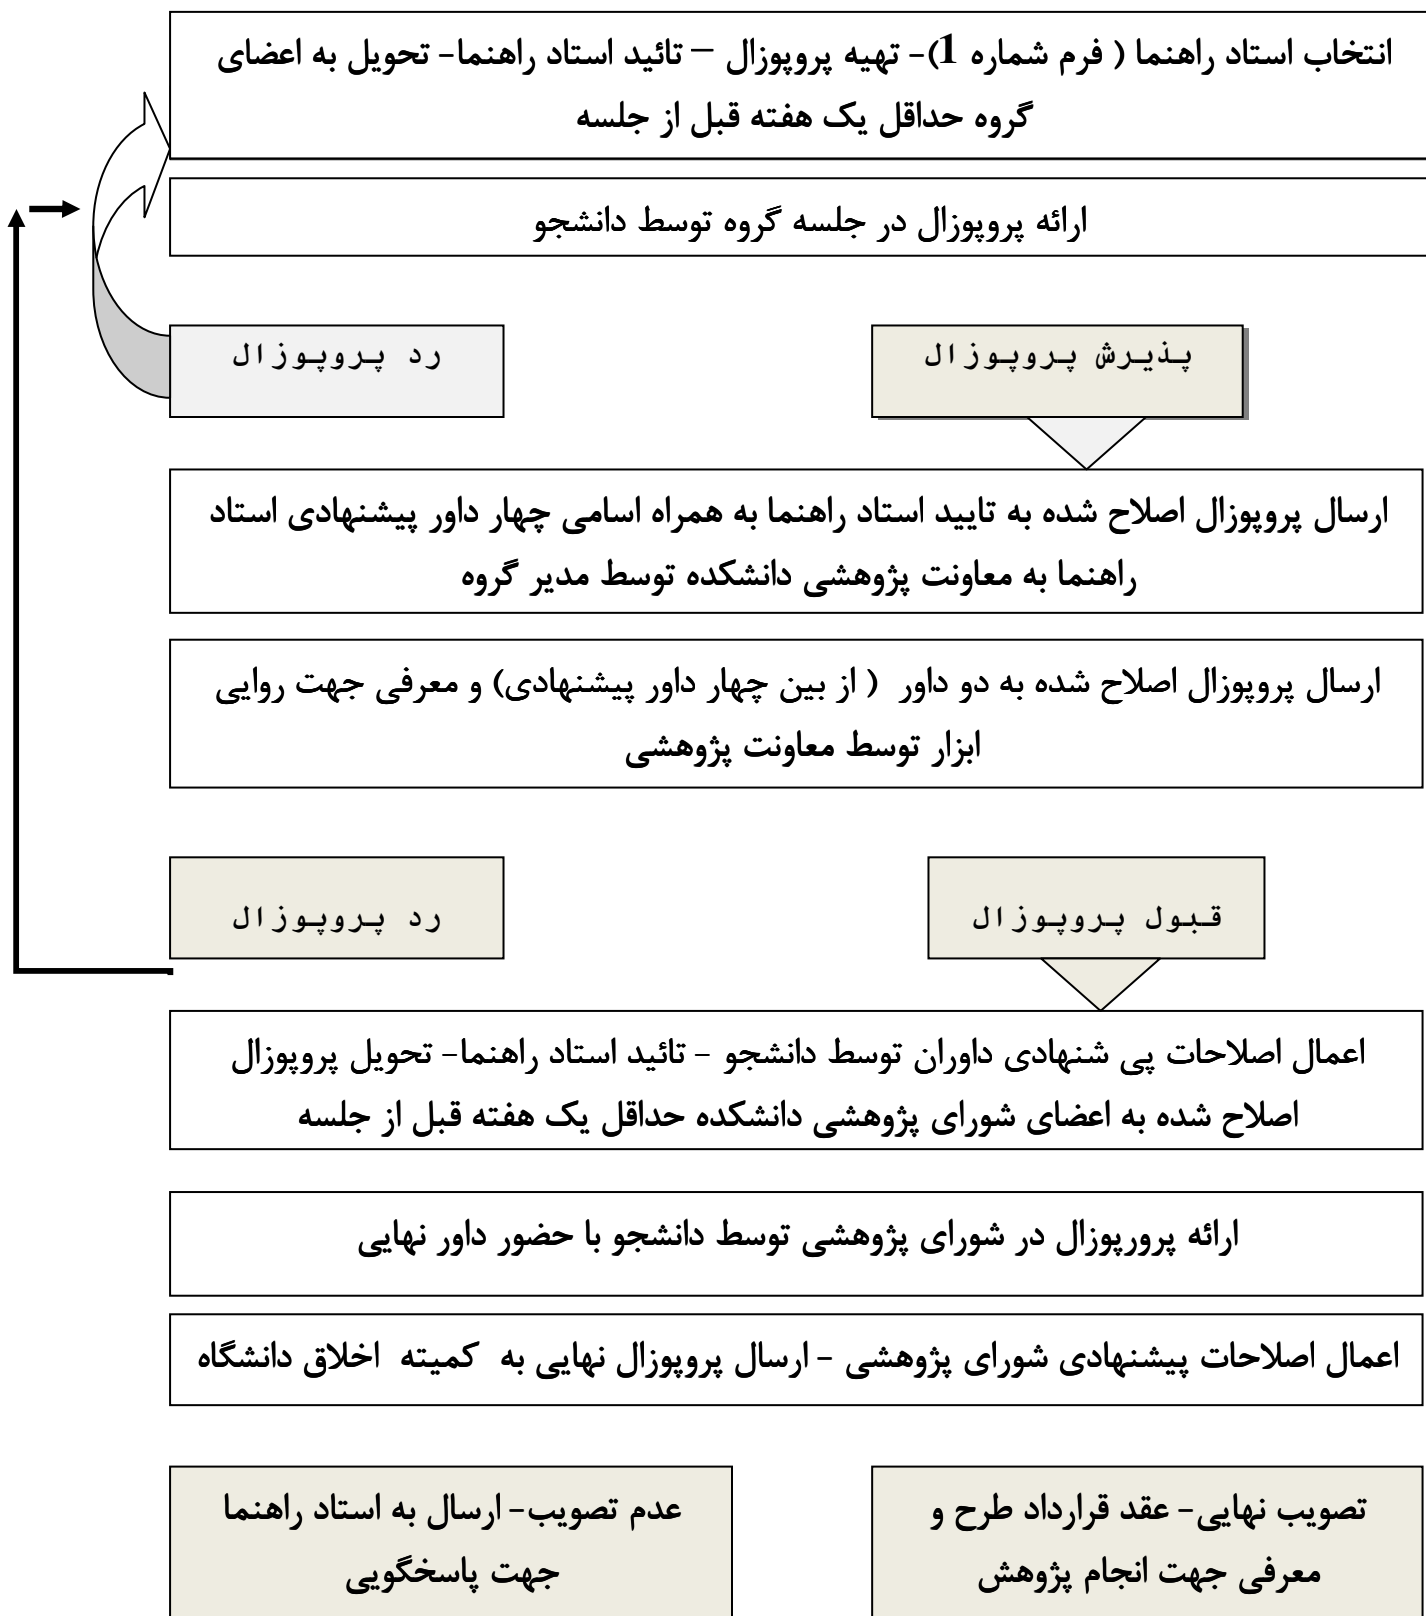 انتخاب استاد راهنما ( فرم شماره 1)- تهیه پروپوزال – تائید استاد راهنما- تحویل به اعضای
گروه حداقل یک هفته قبل از جلسه
ارائه پروپوزال در جلسه گروه توسط دانشجو
پذیرش پروپوزال
رد پروپوزال
ارسال پروپوزال اصلاح شده به تایید استاد راهنما به همراه اسامی چهار داور پیشنهادی استاد
راهنما به معاونت پژوهشی دانشکده توسط مدیر گروه
ارسال پروپوزال اصلاح شده به دو داور ( از بین چهار داور پیشنهادی) و معرفی جهت روایی
ابزار توسط معاونت پژوهشی
قبول پروپوزال
رد پروپوزال
اعمال اصلاحات پی شنهادی داوران توسط دانشجو - تائید استاد راهنما- تحویل پروپوزال
اصلاح شده به اعضای شورای پژوهشی دانشکده حداقل یک هفته قبل از جلسه
ارائه پرورپوزال در شورای پژوهشی توسط دانشجو با حضور داور نهایی
اعمال اصلاحات پیشنهادی شورای پژوهشی - ارسال پروپوزال نهایی به کمیته اخلاق دانشگاه
تصویب نهایی- عقد قرارداد طرح و
معرفی جهت انجام پژوهش
عدم تصویب- ارسال به استاد راهنما
جهت پاسخگویی